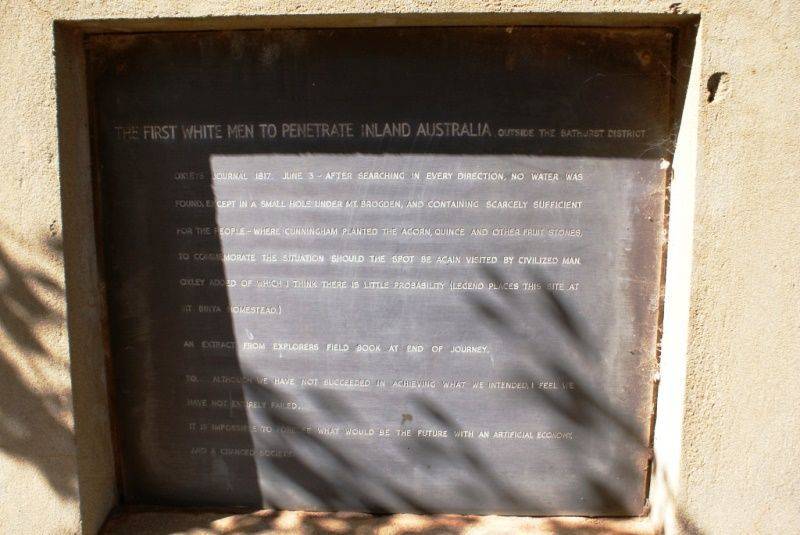 THE FIRST WHITE MEN TO PENETRATE INLAND AUSTRALIA OUTSIDE THE BATHURST DISTRICT
OXLEYS JOURNAL 1817. JUNE 3 - AFTER SEARCHING IN EVERY DIRECTION, NO WATER WAS
FOUND, EXCEPT IN A SMALL HOLE UNDER MT. BROGDEN, AND CONTAINING SCARCELY SUFFICIENT
FOR THE PEOPLE - WHERE CUNNINGHAM PLANTED THE ACORN, QUINCE AND OTHER FRUIT STONES,
TO COMMEMORATE THE SITUATION SHOULD THE SPOT BE AGAIN VISITED BY CIVILIZED MAN.
OXLEY ADDED OF WHICH I THINK THERE IS LITTLE PROBABILITY (LEGEND PLACES THIS SITE AT
BINYA HOMESTEAD.)
AN EXTRACT FROM EXPLORERS FIELD BOOK AT END OF JOURNEY.
TO... ALTHOUGH WE HAVE NOT SUCCEEDED IN ACHIEVING WHAT WE INTENDED, I FEEL WE
HAVE NOT ENTIRELY FAILED...
IT IS IMPOSSIBLE TO FORESEE WHAT WOULD BE THE FUTURE WITH AN ARTIFICIAL ECONOMY,
AND A CHANGED SOCIETY